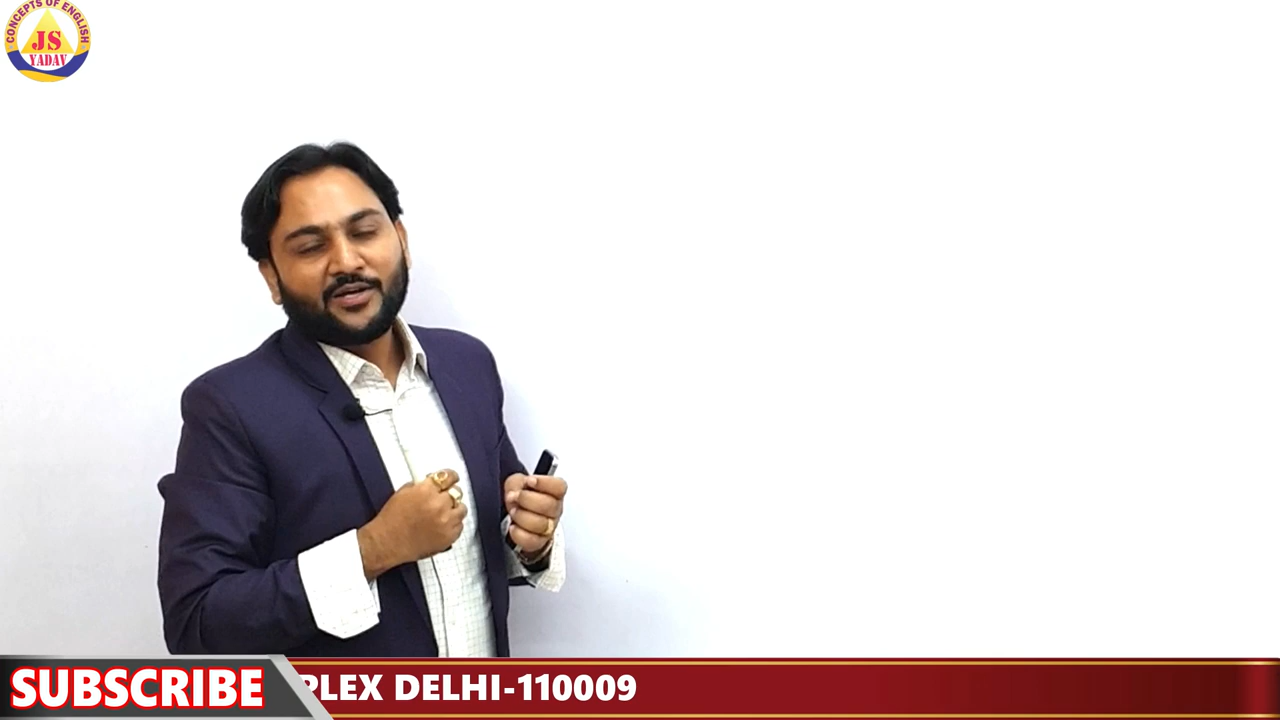 CONCEPTS OF ENGLISH
JS
YADAV
SUBSCRIBE
PLEX DELHI-110009